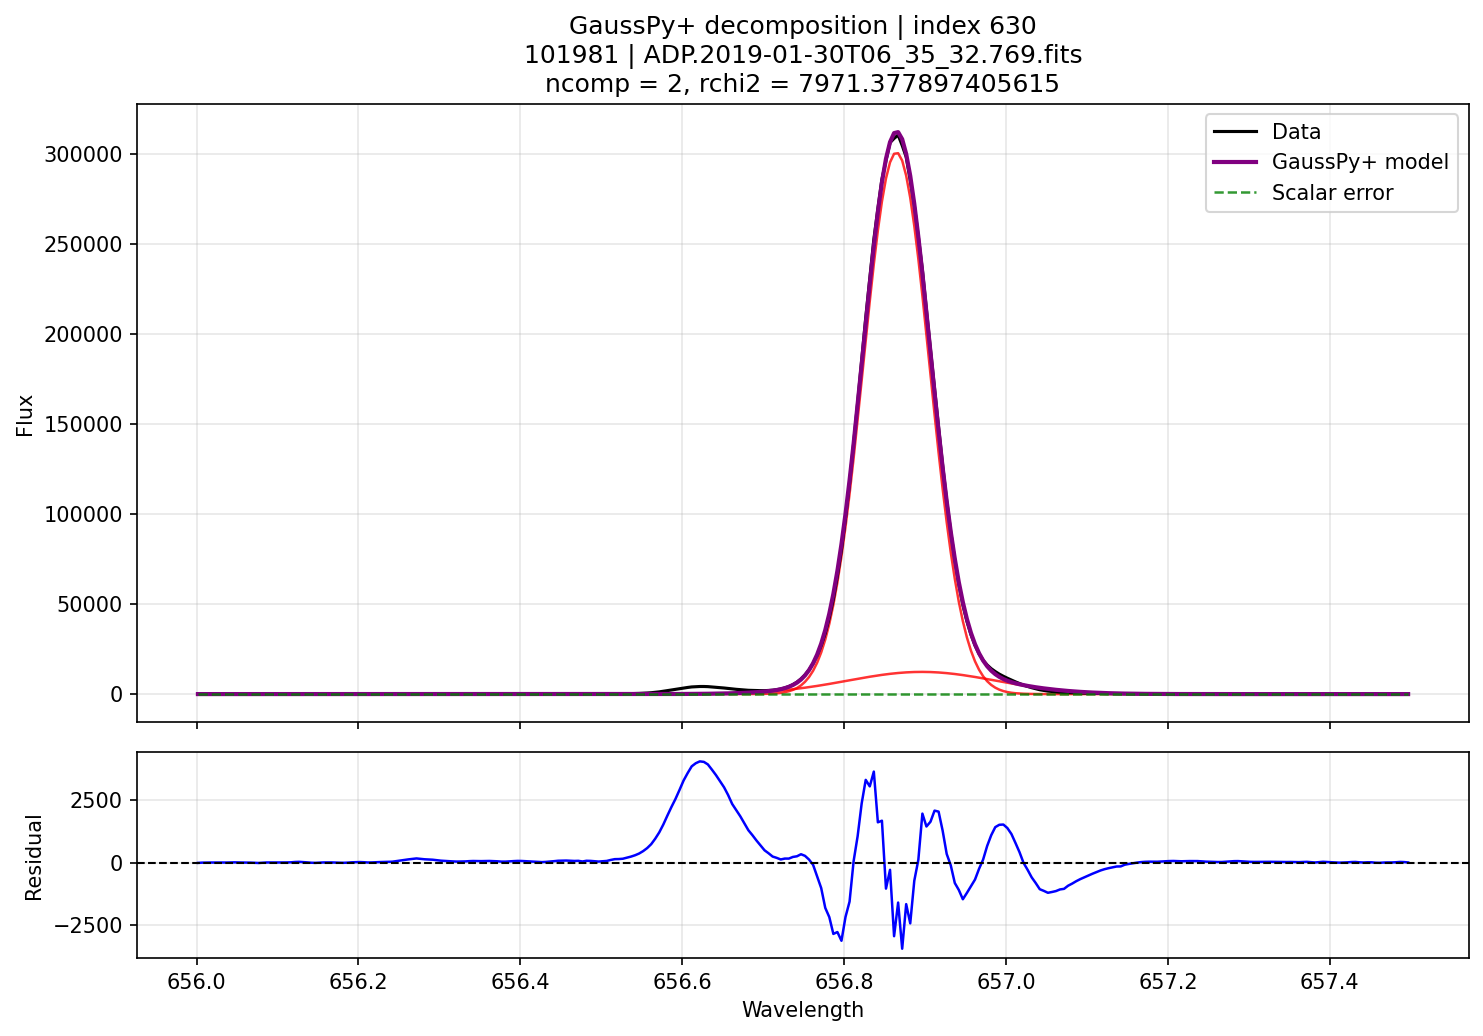 GaussPy+ decomposition | index 630
101981 | ADP.2019-01-30T06_35_32.769.fits
ncomp = 2, rchi2 = 7971.377897405615
Data
GaussPy+ model
Scalar error
Flux
300000
250000
200000
150000
100000
50000
0
Residual
2500
0
−2500
656.0 656.2 656.4 656.6 656.8 657.0 657.2 657.4
Wavelength